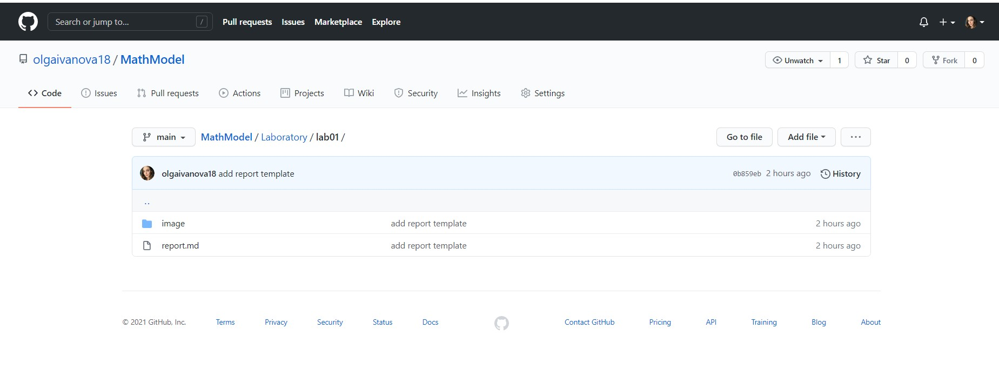 Search or jump to... / Pull requests Issues Marketplace Explore
olgaivanova18 / MathModel Unwatch 1 Star 0 Fork 0
Code Issues Pull requests Actions Projects Wiki Security Insights Settings
main MathModel / Laboratory / lab01 / Go to file Add file ...
olgaivanova18 add report template 0b859eb 2 hours ago History
..
image add report template 2 hours ago
report.md add report template 2 hours ago
© 2021 GitHub, Inc. Terms Privacy Security Status Docs Contact GitHub Pricing API Training Blog About